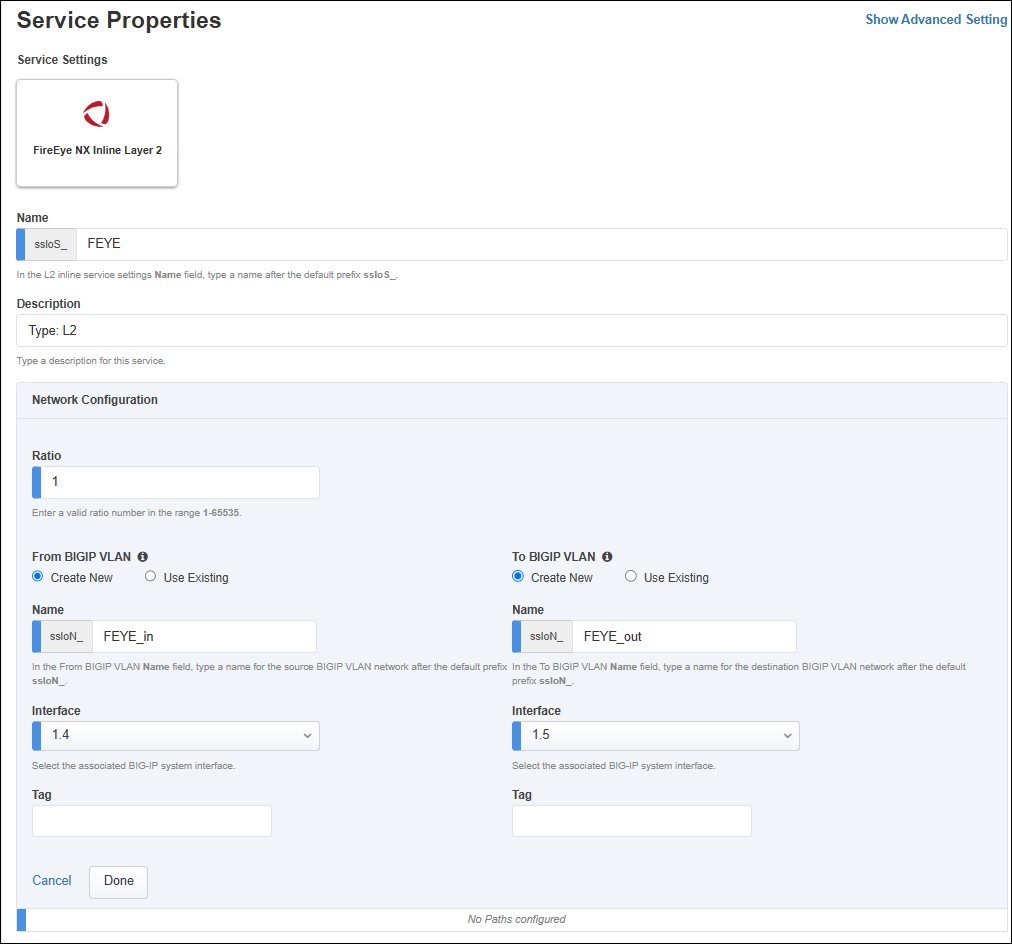 Service Properties
Show Advanced Setting
Service Settings
FireEye NX Inline Layer 2
Name
ssloS_ FEYE
In the L2 inline service settings Name field, type a name after the default prefix ssloS_.
Description
Type: L2
Type a description for this service.
Network Configuration
Ratio
1
Enter a valid ratio number in the range 1-65535.
From BIGIP VLAN
Create New Use Existing
Name
ssloN_ FEYE_in
In the From BIGIP VLAN Name field, type a name for the source BIGIP VLAN network after the default prefix
ssloN_.
Interface
1.4
Select the associated BIG-IP system interface.
Tag
To BIGIP VLAN
Create New Use Existing
Name
ssloN_ FEYE_out
In the To BIGIP VLAN Name field, type a name for the destination BIGIP VLAN network after the default
prefix ssloN_.
Interface
1.5
Select the associated BIG-IP system interface.
Tag
Cancel Done
No Paths configured